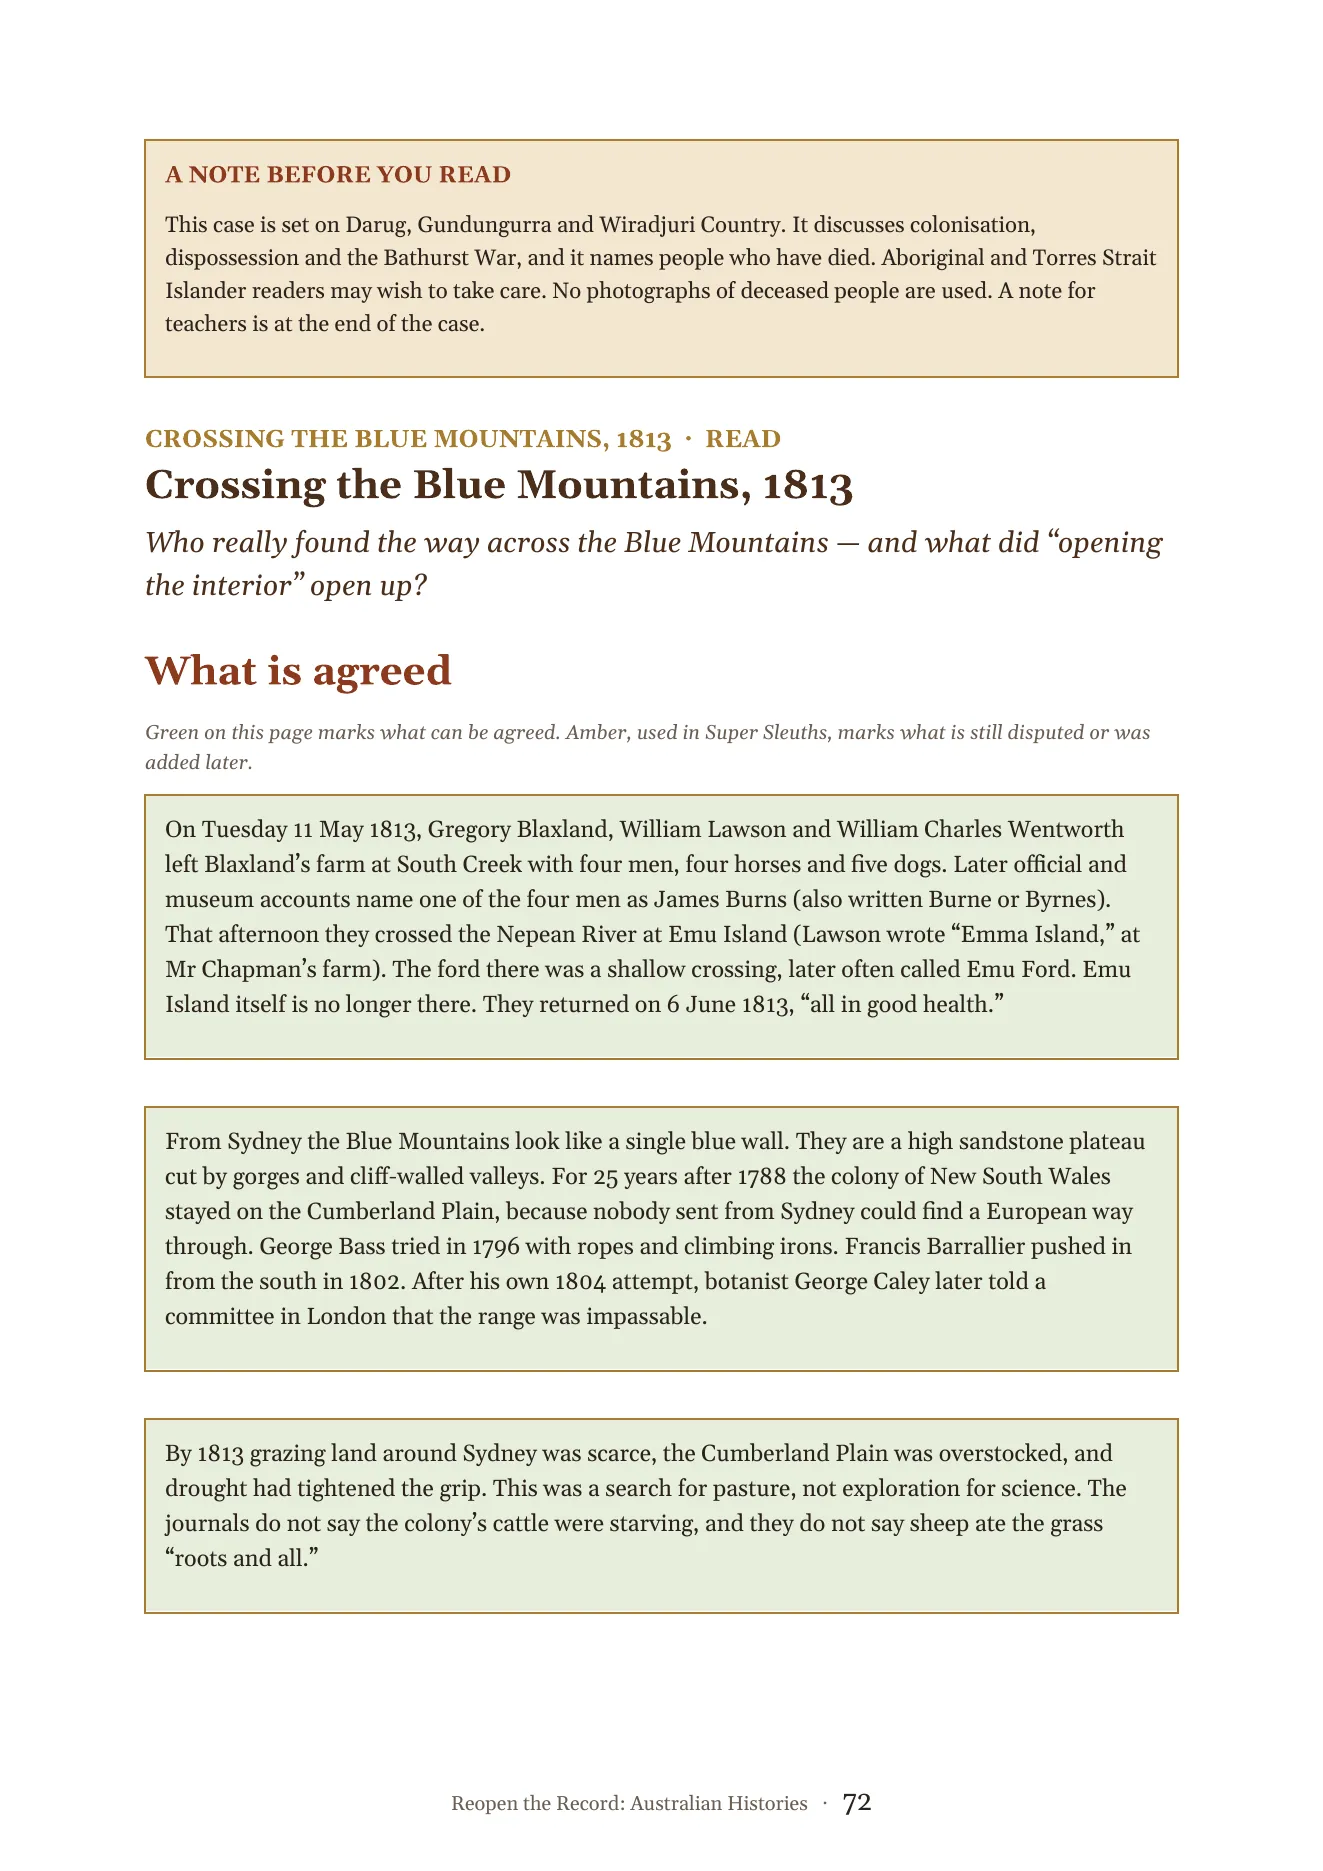 A NOTE BEFORE YOU READ
This case is set on Darug, Gundungurra and Wiradjuri Country. It discusses colonisation,
dispossession and the Bathurst War, and it names people who have died. Aboriginal and Torres Strait
Islander readers may wish to take care. No photographs of deceased people are used. A note for
teachers is at the end of the case.
CROSSING THE BLUE MOUNTAINS, 1813 · READ
Crossing the Blue Mountains, 1813
Who really found the way across the Blue Mountains — and what did “opening
the interior” open up?
What is agreed
Green on this page marks what can be agreed. Amber, used in Super Sleuths, marks what is still disputed or was
added later.
On Tuesday 11 May 1813, Gregory Blaxland, William Lawson and William Charles Wentworth
left Blaxland’s farm at South Creek with four men, four horses and five dogs. Later official and
museum accounts name one of the four men as James Burns (also written Burne or Byrnes).
That afternoon they crossed the Nepean River at Emu Island (Lawson wrote “Emma Island,” at
Mr Chapman’s farm). The ford there was a shallow crossing, later often called Emu Ford. Emu
Island itself is no longer there. They returned on 6 June 1813, “all in good health.”
From Sydney the Blue Mountains look like a single blue wall. They are a high sandstone plateau
cut by gorges and cliff-walled valleys. For 25 years after 1788 the colony of New South Wales
stayed on the Cumberland Plain, because nobody sent from Sydney could find a European way
through. George Bass tried in 1796 with ropes and climbing irons. Francis Barrallier pushed in
from the south in 1802. After his own 1804 attempt, botanist George Caley later told a
committee in London that the range was impassable.
By 1813 grazing land around Sydney was scarce, the Cumberland Plain was overstocked, and
drought had tightened the grip. This was a search for pasture, not exploration for science. The
journals do not say the colony’s cattle were starving, and they do not say sheep ate the grass
“roots and all.”
Reopen the Record: Australian Histories · 72